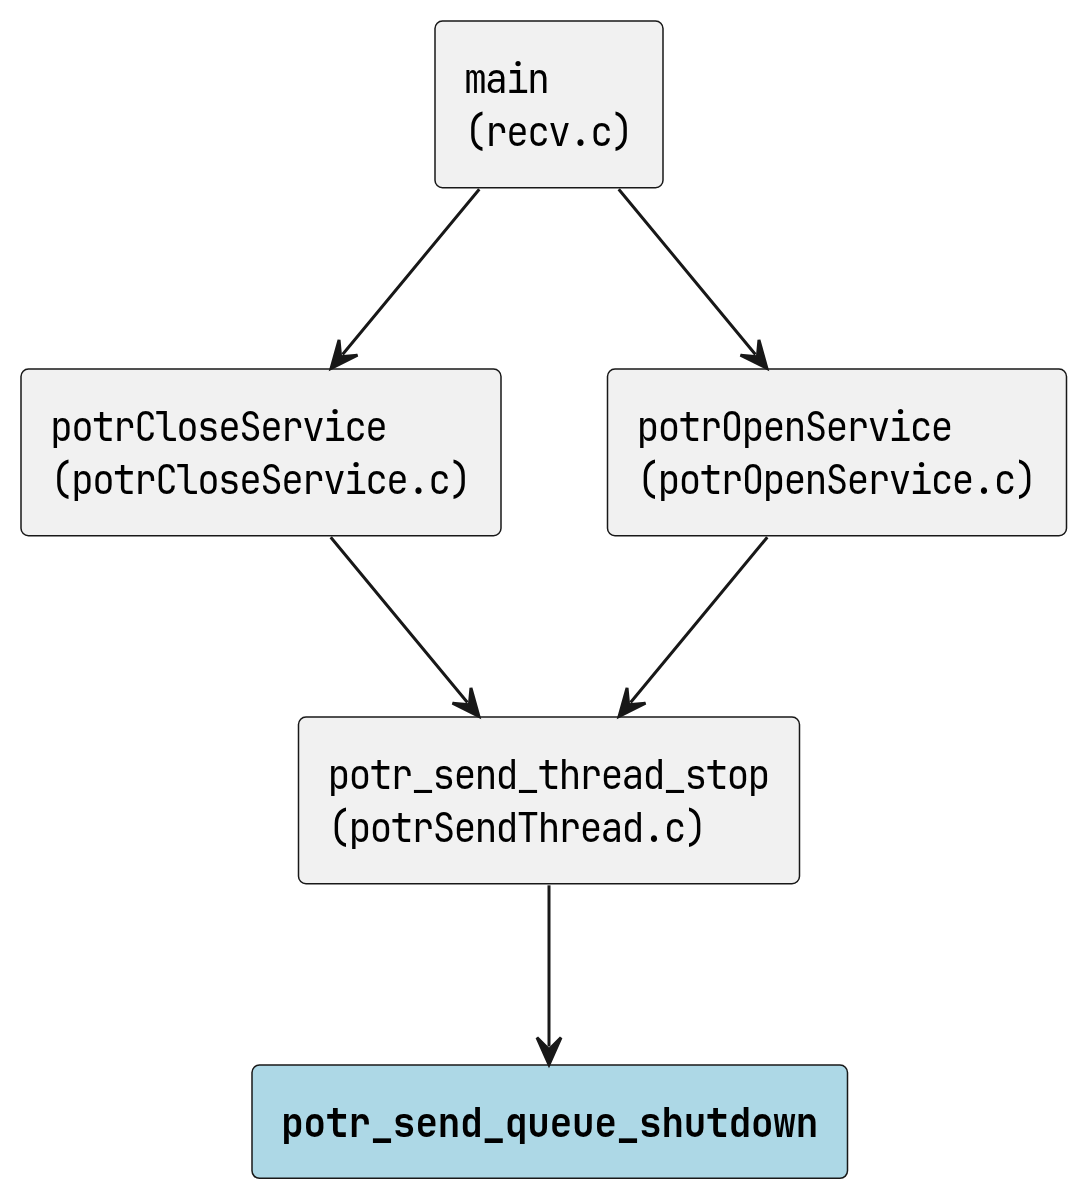 main
(recv.c)
potrCloseService
(potrCloseService.c)
potrOpenService
(potrOpenService.c)
potr_send_thread_stop
(potrSendThread.c)
potr_send_queue_shutdown